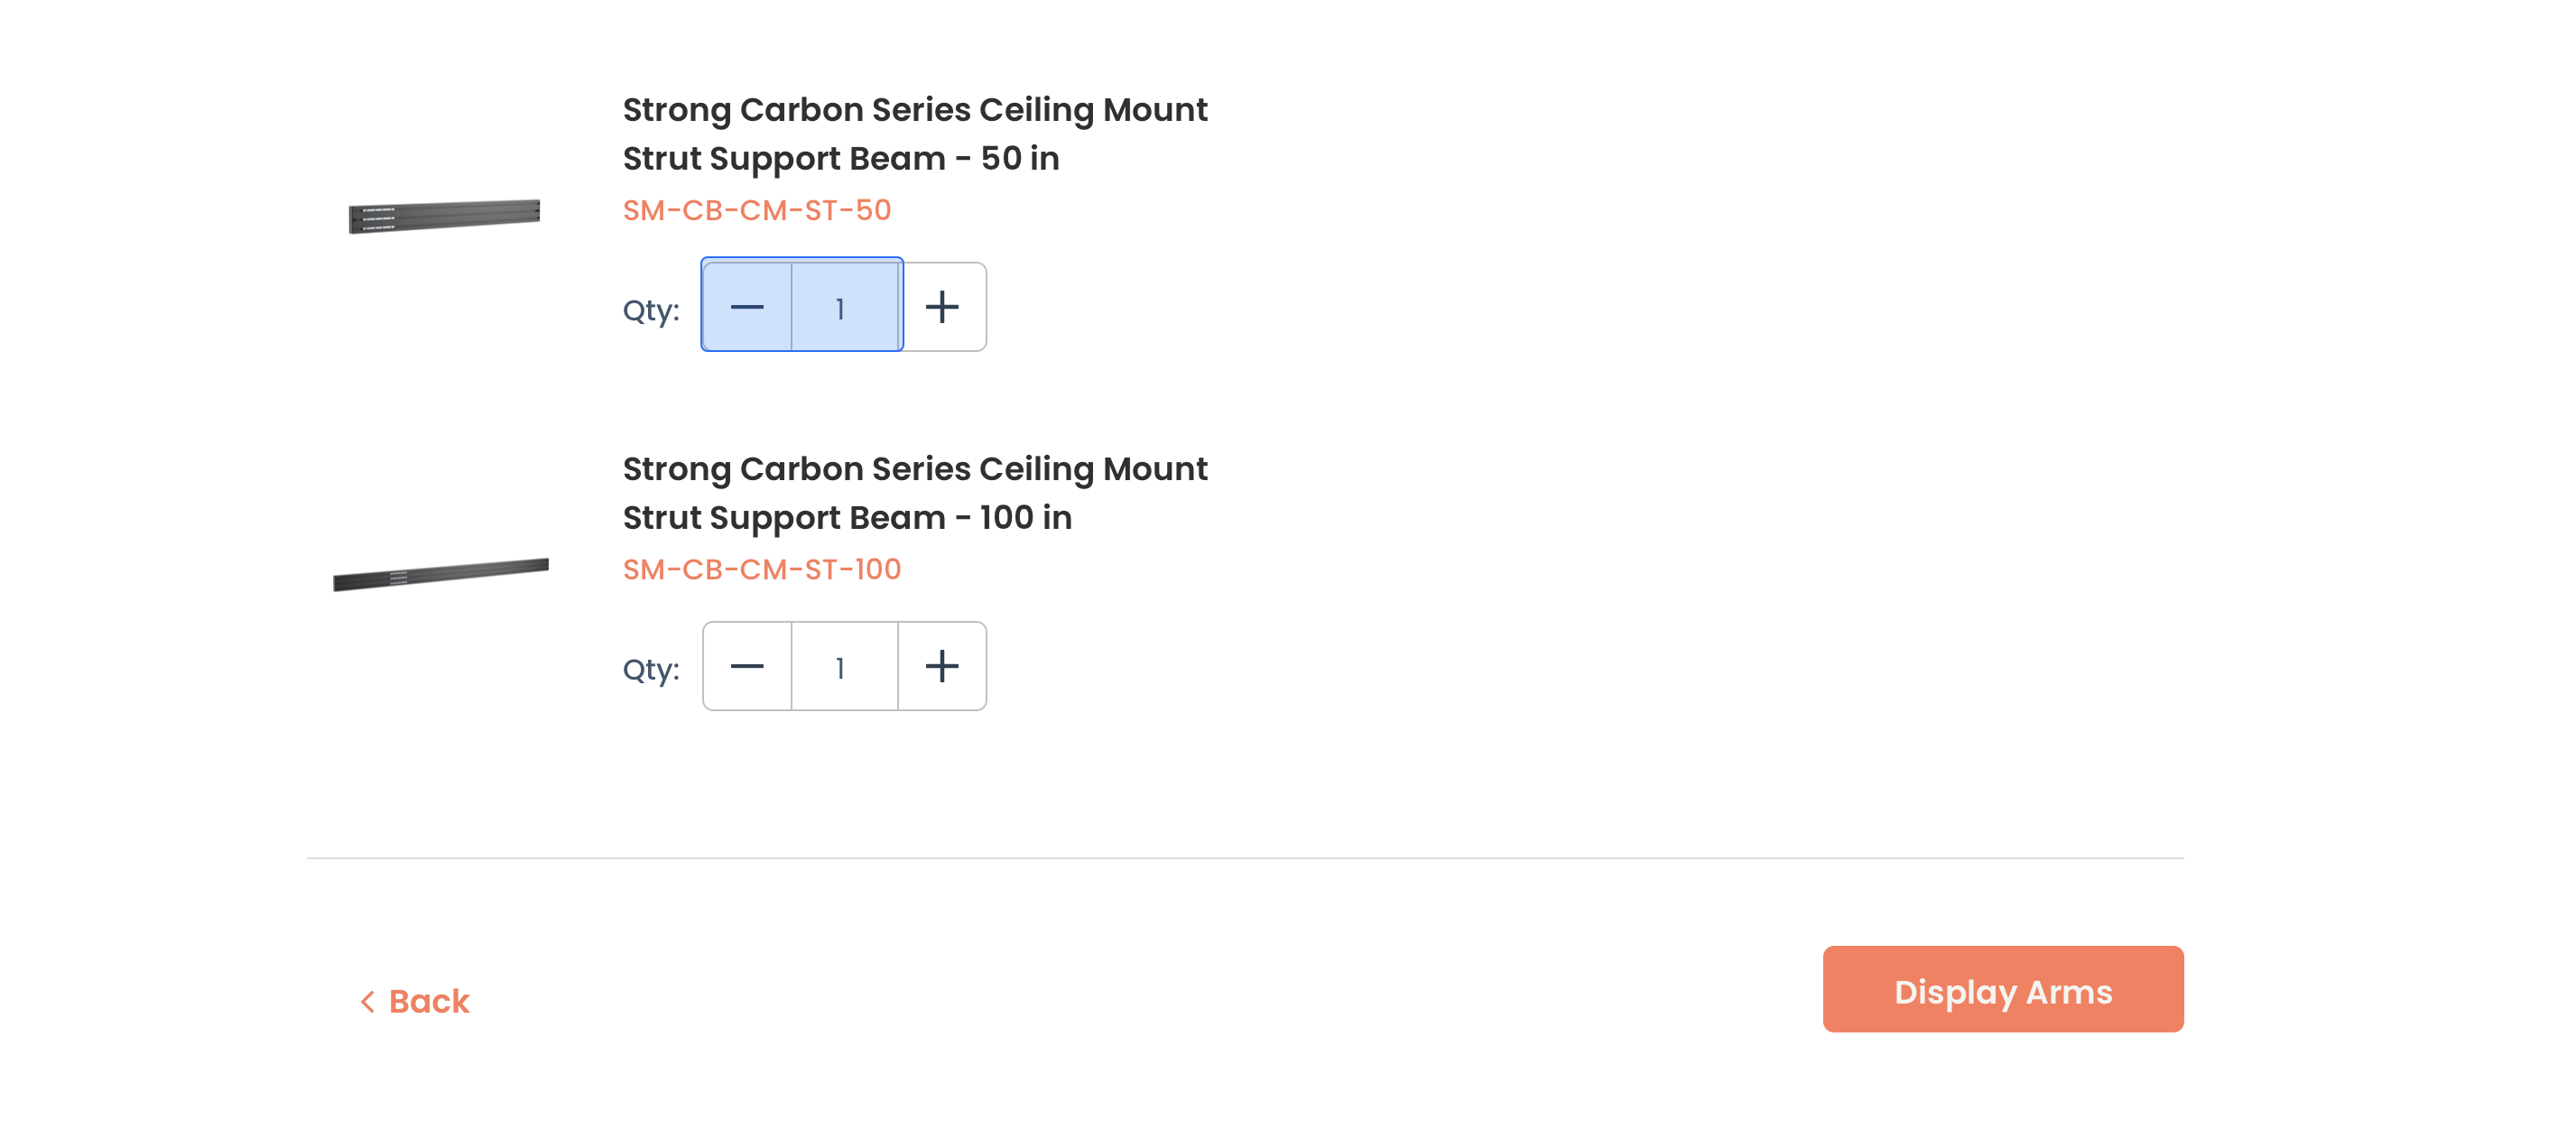 Strong Carbon Series Ceiling Mount
Strut Support Beam - 50 in
SM-CB-CM-ST-50
Qty: — 1 +
Strong Carbon Series Ceiling Mount
Strut Support Beam - 100 in
SM-CB-CM-ST-100
Qty: — 1 +
< Back
Display Arms